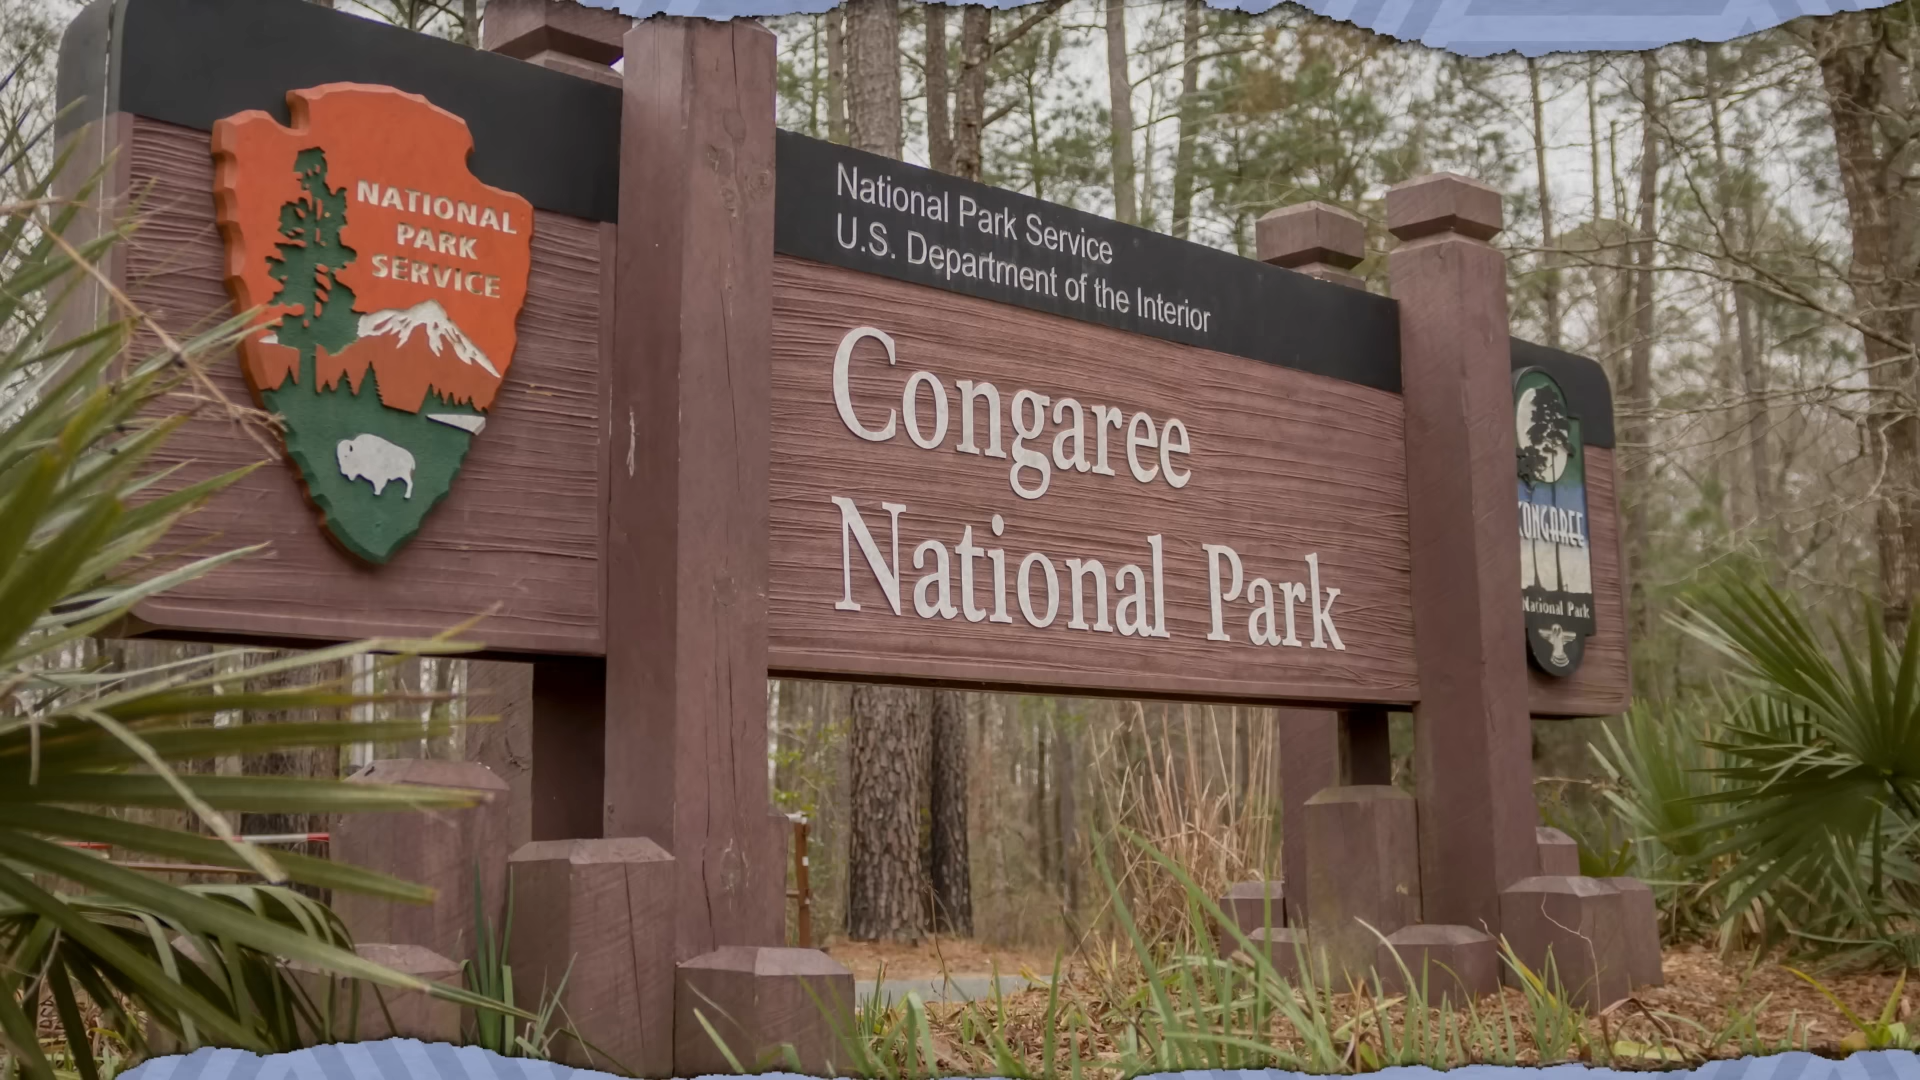 NATIONAL
PARK
SERVICE
National Park Service
U.S. Department of the Interior
Congaree
National Park
CONGAREE
National Park